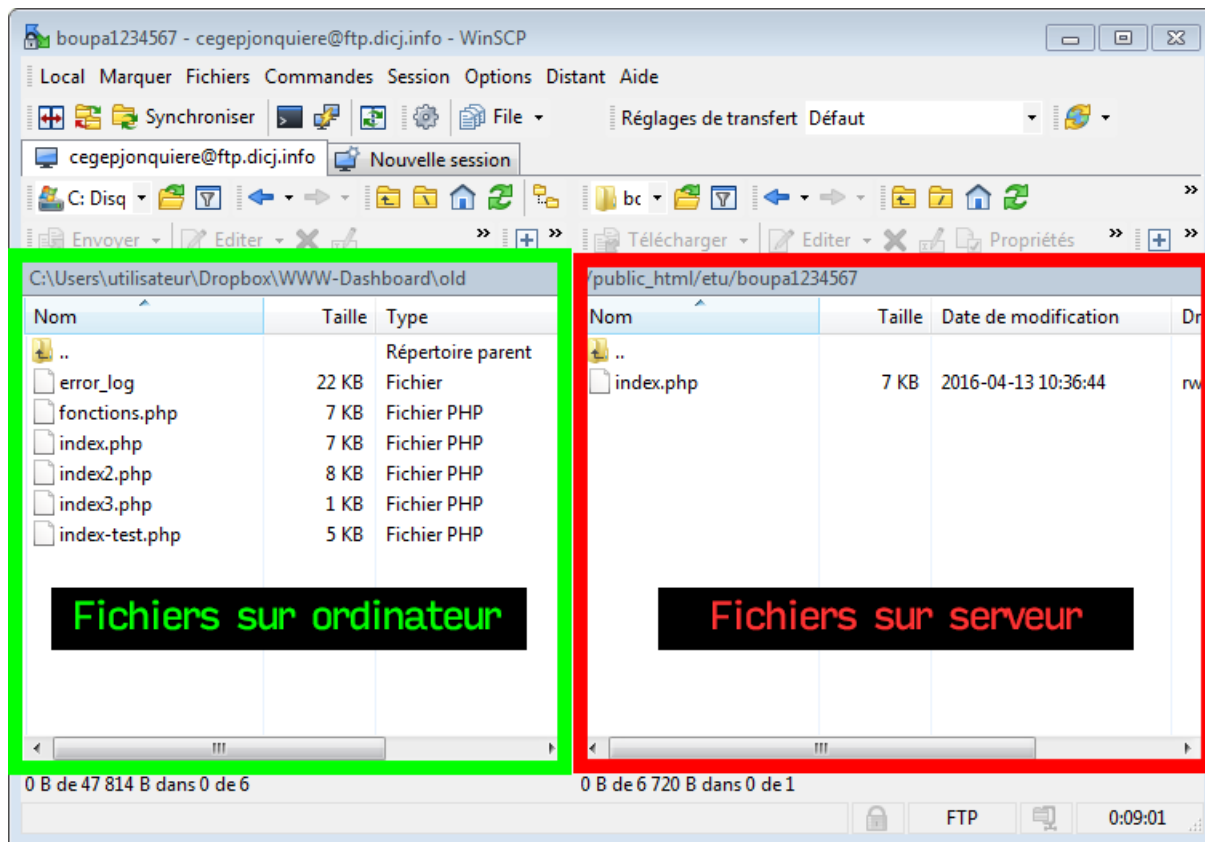 boupa1234567 - cegepjonquiere@ftp.dicj.info - WinSCP
Local Marquer Fichiers Commandes Session Options Distant Aide
Synchroniser File Réglages de transfert Défaut
cegepjonquiere@ftp.dicj.info Nouvelle session
C: Disq bc
Envoyer Editer Télécharger Editer Propriétés
C:\Users\utilisateur\Dropbox\WWW-Dashboard\old /public_html/etu/boupa1234567
Nom Taille Type Nom Taille Date de modification Dr
.. Répertoire parent ..
error_log 22 KB Fichier index.php 7 KB 2016-04-13 10:36:44 rw
fonctions.php 7 KB Fichier PHP
index.php 7 KB Fichier PHP
index2.php 8 KB Fichier PHP
index3.php 1 KB Fichier PHP
index-test.php 5 KB Fichier PHP
Fichiers sur ordinateur Fichiers sur serveur
0 B de 47 814 B dans 0 de 6 0 B de 6 720 B dans 0 de 1
FTP 0:09:01